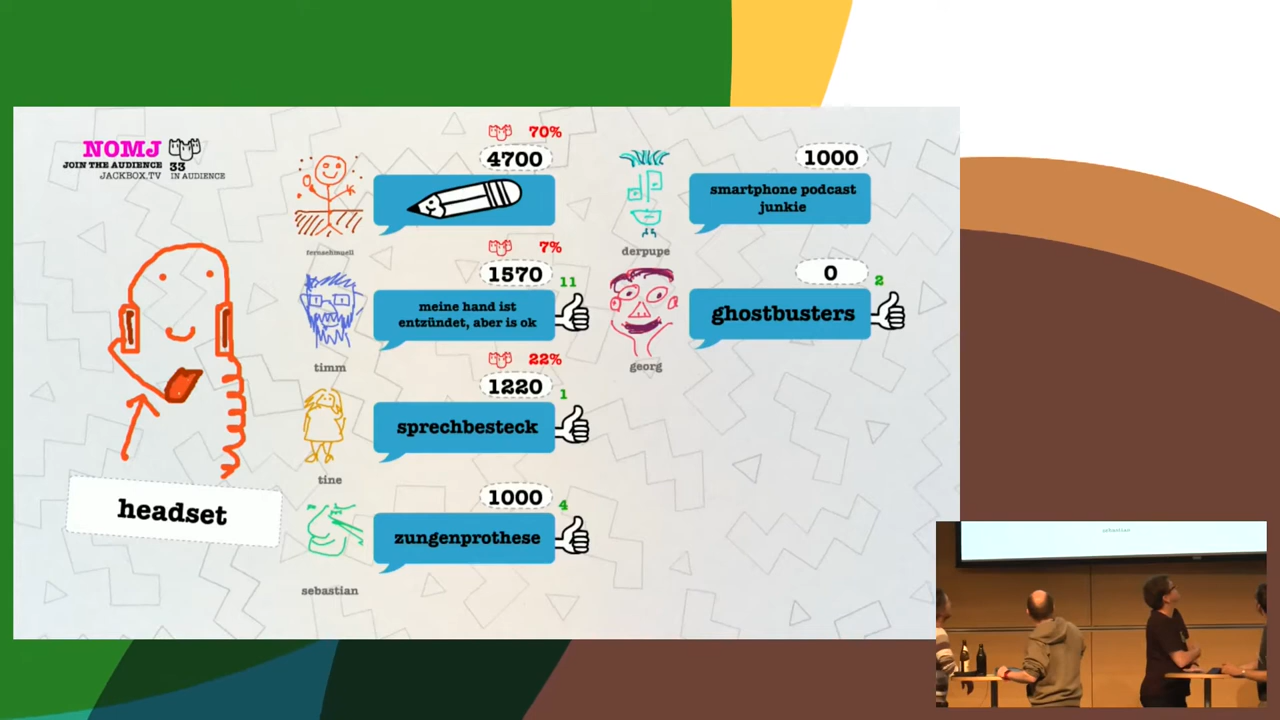 NOMJ
JOIN THE AUDIENCE
JACKBOX.TV
33
IN AUDIENCE
headset
70%
4700
fernsehmuell
7%
1570
11
meine hand ist
entzündet, aber is ok
timm
22%
1220
1
sprechbesteck
tine
1000
4
zungenprothese
sebastian
1000
smartphone podcast
junkie
derpupe
0
2
ghostbusters
georg
sebastian